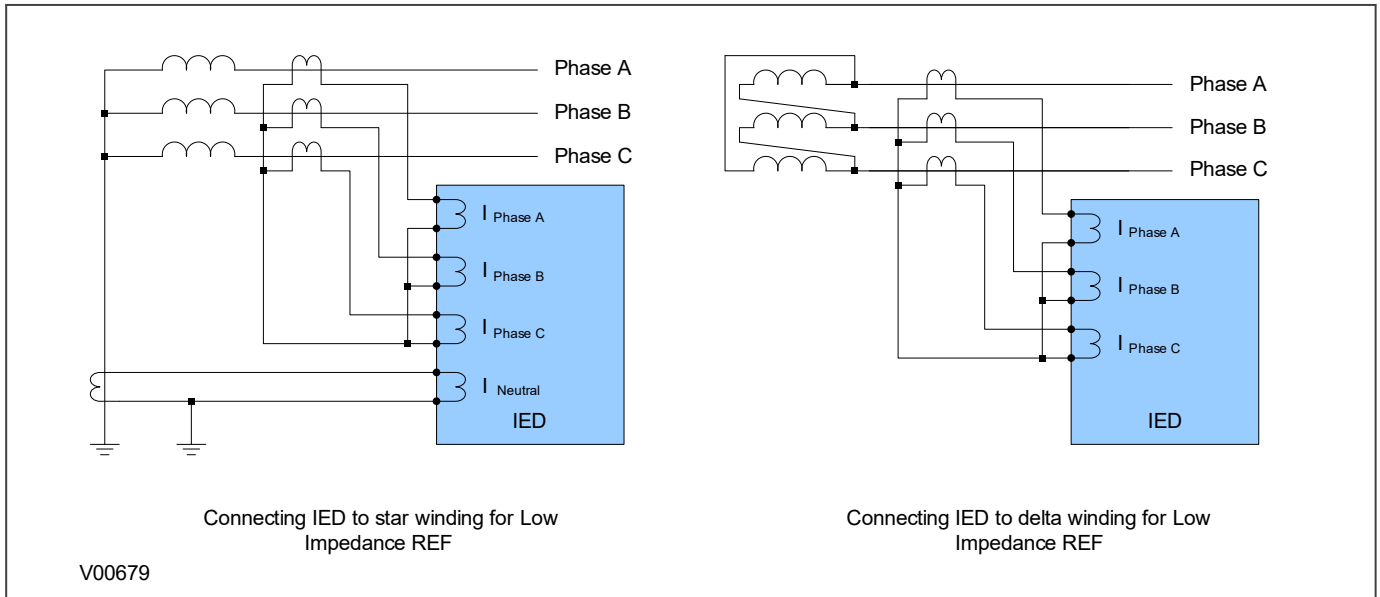 Phase A
Phase B
Phase C
I Phase A
I Phase B
I Phase C
I Neutral
IED
Connecting IED to star winding for Low
Impedance REF
Phase A
Phase B
Phase C
I Phase A
I Phase B
I Phase C
IED
Connecting IED to delta winding for Low
Impedance REF
V00679